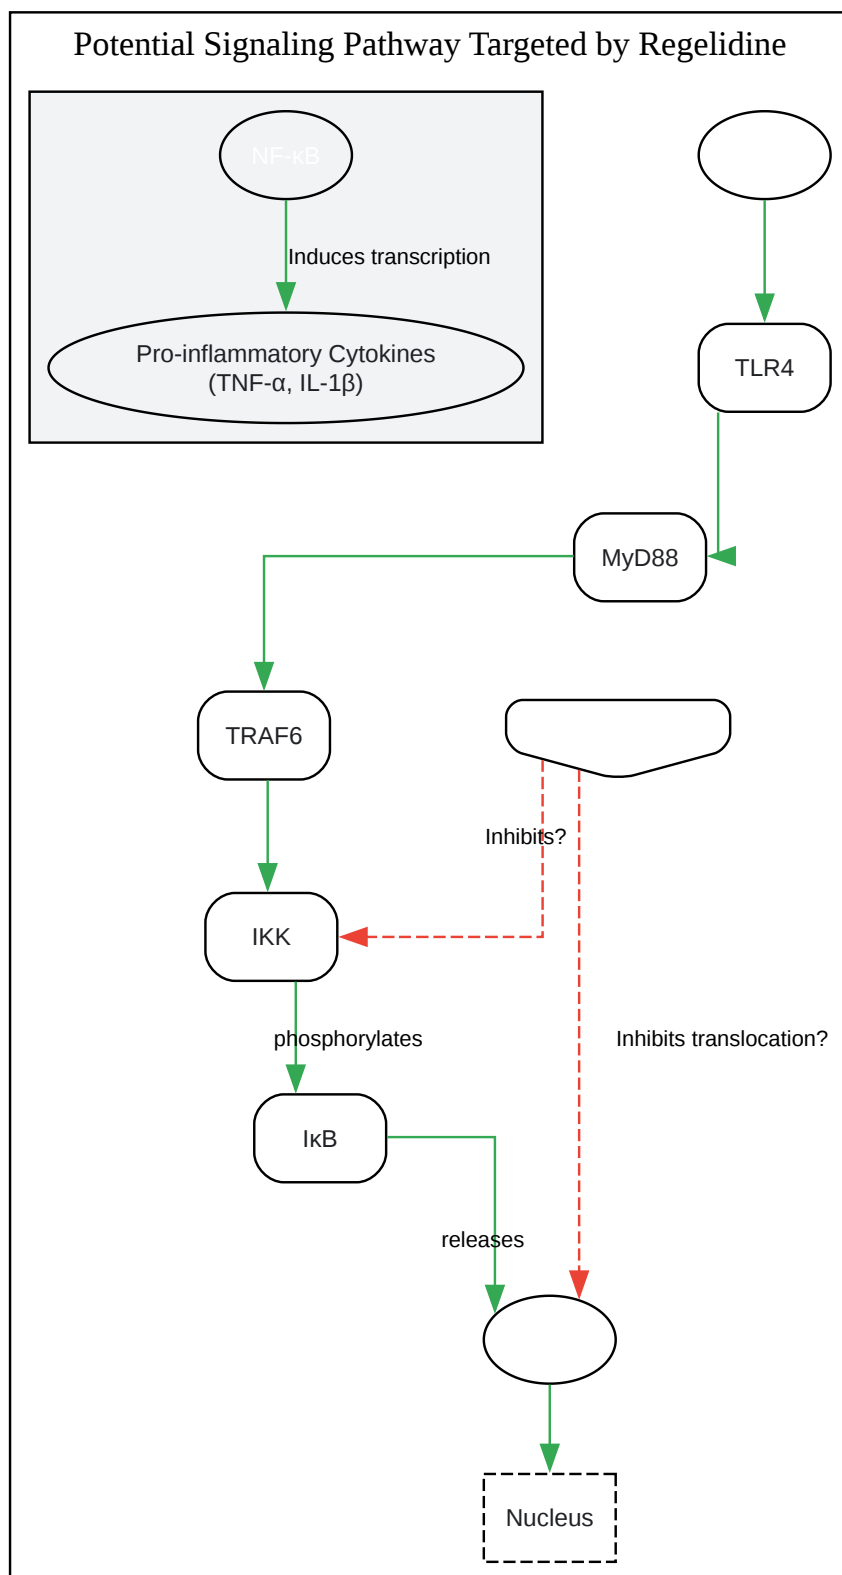 Potential Signaling Pathway Targeted by Regelidine
NF-κB
Induces transcription
Pro-inflammatory Cytokines
(TNF-α, IL-1β)
TLR4
MyD88
TRAF6
Inhibits?
IKK
phosphorylates
Inhibits translocation?
IκB
releases
Nucleus